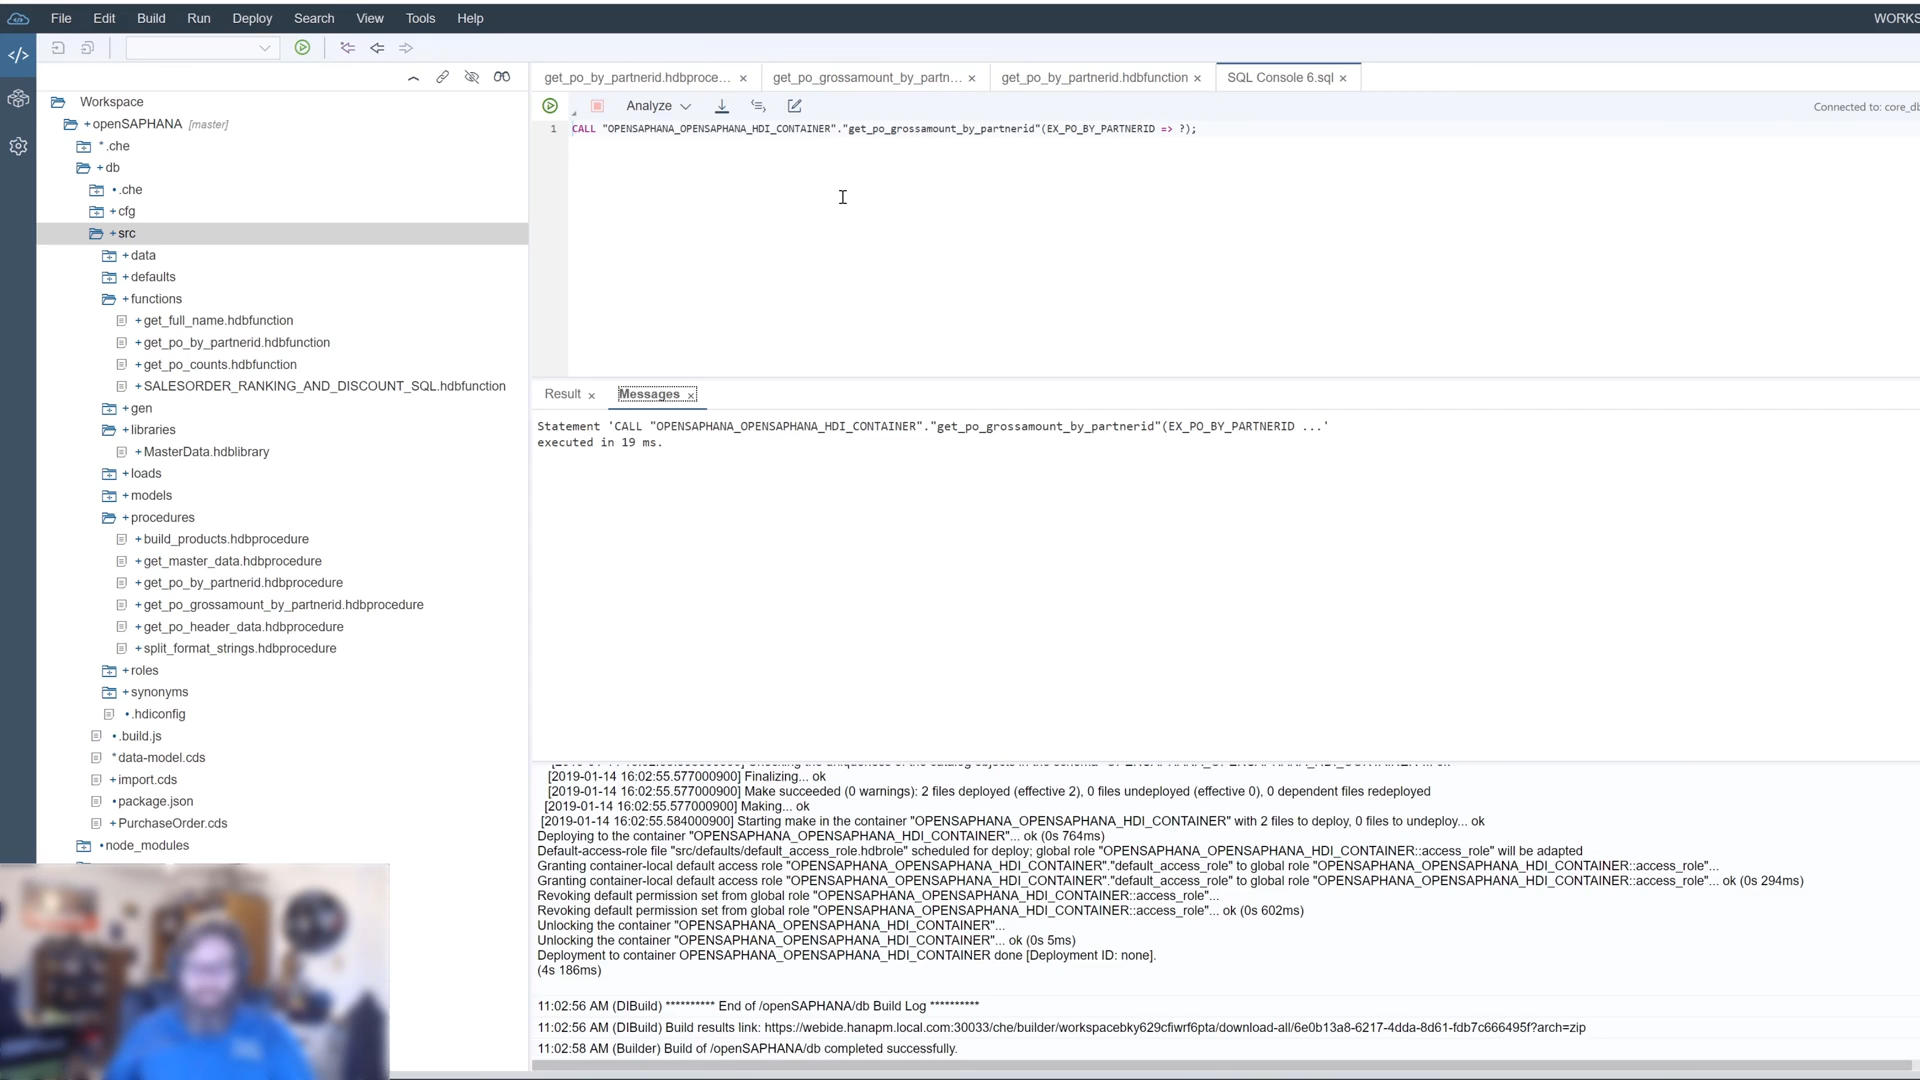 File Edit Build Run Deploy Search View Tools Help WORKS
get_po_by_partnerid.hdbproce... × get_po_grossamount_by_partn... × get_po_by_partnerid.hdbfunction × SQL Console 6.sql ×
Analyze
Connected to: core_db
1 CALL "OPENSAPHANA_OPENSAPHANA_HDI_CONTAINER"."get_po_grossamount_by_partnerid"(EX_PO_BY_PARTNERID => ?);
Workspace
+openSAPHANA [master]
*.che
+db
•.che
+cfg
+src
+data
+defaults
+functions
+get_full_name.hdbfunction
+get_po_by_partnerid.hdbfunction
+get_po_counts.hdbfunction
+SALESORDER_RANKING_AND_DISCOUNT_SQL.hdbfunction
+gen
+libraries
+MasterData.hdblibrary
+loads
+models
+procedures
+build_products.hdbprocedure
+get_master_data.hdbprocedure
+get_po_by_partnerid.hdbprocedure
+get_po_grossamount_by_partnerid.hdbprocedure
+get_po_header_data.hdbprocedure
+split_format_strings.hdbprocedure
+roles
+synonyms
•.hdiconfig
•.build.js
*data-model.cds
+import.cds
•package.json
+PurchaseOrder.cds
•node_modules
Result × Messages ×
Statement 'CALL "OPENSAPHANA_OPENSAPHANA_HDI_CONTAINER"."get_po_grossamount_by_partnerid"(EX_PO_BY_PARTNERID ...'
executed in 19 ms.
[2019-01-14 16:02:55.577000900] Finalizing... ok
[2019-01-14 16:02:55.577000900] Make succeeded (0 warnings): 2 files deployed (effective 2), 0 files undeployed (effective 0), 0 dependent files redeployed
[2019-01-14 16:02:55.577000900] Making... ok
[2019-01-14 16:02:55.584000900] Starting make in the container "OPENSAPHANA_OPENSAPHANA_HDI_CONTAINER" with 2 files to deploy, 0 files to undeploy... ok
Deploying to the container "OPENSAPHANA_OPENSAPHANA_HDI_CONTAINER"... ok (0s 764ms)
Default-access-role file "src/defaults/default_access_role.hdbrole" scheduled for deploy; global role "OPENSAPHANA_OPENSAPHANA_HDI_CONTAINER::access_role" will be adapted
Granting container-local default access role "OPENSAPHANA_OPENSAPHANA_HDI_CONTAINER"."default_access_role" to global role "OPENSAPHANA_OPENSAPHANA_HDI_CONTAINER::access_role"...
Granting container-local default access role "OPENSAPHANA_OPENSAPHANA_HDI_CONTAINER"."default_access_role" to global role "OPENSAPHANA_OPENSAPHANA_HDI_CONTAINER::access_role"... ok (0s 294ms)
Revoking default permission set from global role "OPENSAPHANA_OPENSAPHANA_HDI_CONTAINER::access_role"...
Revoking default permission set from global role "OPENSAPHANA_OPENSAPHANA_HDI_CONTAINER::access_role"... ok (0s 602ms)
Unlocking the container "OPENSAPHANA_OPENSAPHANA_HDI_CONTAINER"...
Unlocking the container "OPENSAPHANA_OPENSAPHANA_HDI_CONTAINER"... ok (0s 5ms)
Deployment to container OPENSAPHANA_OPENSAPHANA_HDI_CONTAINER done [Deployment ID: none].
(4s 186ms)
11:02:56 AM (DIBuild) ********** End of /openSAPHANA/db Build Log **********
11:02:56 AM (DIBuild) Build results link: https://webide.hanapm.local.com:30033/che/builder/workspacebky629cfiwrf6pta/download-all/6e0b13a8-6217-4dda-8d61-fdb7c666495f?arch=zip
11:02:58 AM (Builder) Build of /openSAPHANA/db completed successfully.